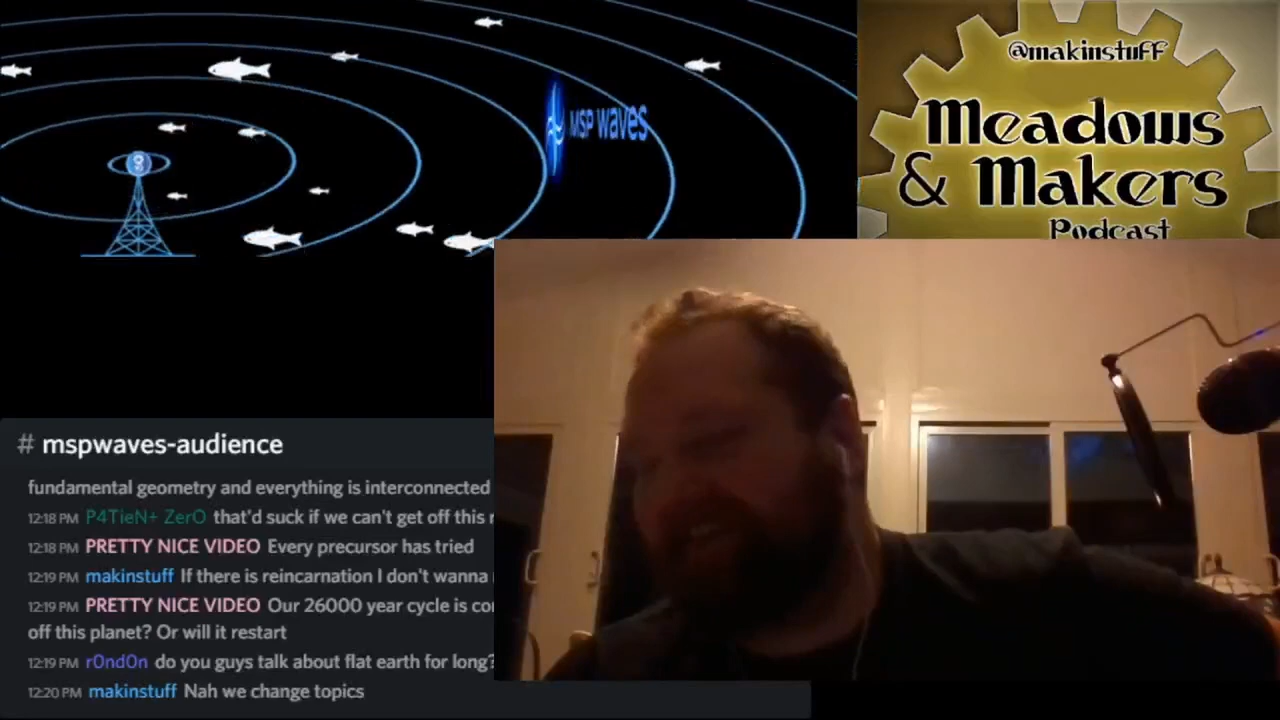 @makinstuff
Meadows
& Makers
Podcast
MSP waves
# mspwaves-audience
fundamental geometry and everything is interconnected
12:18 PM P4TieN+ ZerO that'd suck if we can't get off this
12:18 PM PRETTY NICE VIDEO Every precursor has tried
12:19 PM makinstuff If there is reincarnation I don't wanna
12:19 PM PRETTY NICE VIDEO Our 26000 year cycle is
off this planet? Or will it restart
12:19 PM r0nd0n do you guys talk about flat earth for long?
12:20 PM makinstuff Nah we change topics